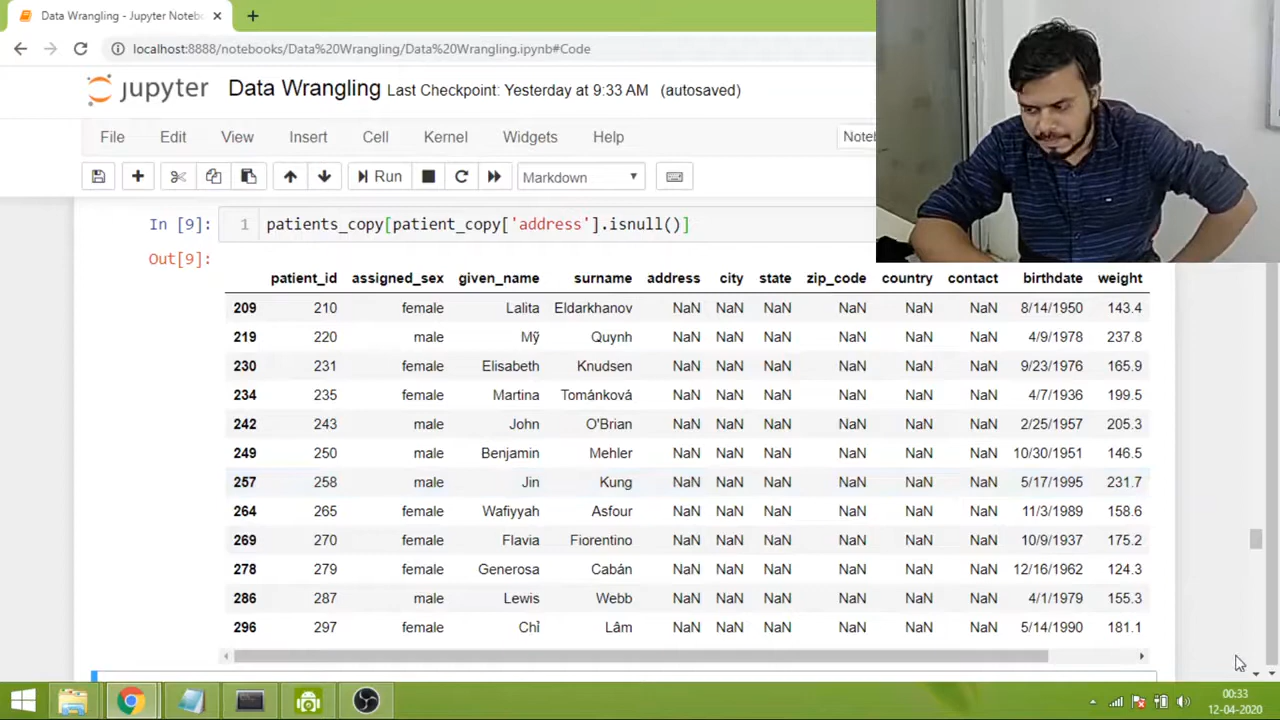 Data Wrangling - Jupyter Noteb
localhost:8888/notebooks/Data%20Wrangling/Data%20Wrangling.ipynb#Code
jupyter Data Wrangling Last Checkpoint: Yesterday at 9:33 AM (autosaved)
File Edit View Insert Cell Kernel Widgets Help Noteb
Run Markdown
In [9]: 1 patients_copy[patient_copy['address'].isnull()]
Out[9]:
patient_id assigned_sex given_name surname address city state zip_code country contact birthdate weight
209 210 female Lalita Eldarkhanov NaN NaN NaN NaN NaN NaN 8/14/1950 143.4
219 220 male Mỹ Quynh NaN NaN NaN NaN NaN NaN 4/9/1978 237.8
230 231 female Elisabeth Knudsen NaN NaN NaN NaN NaN NaN 9/23/1976 165.9
234 235 female Martina Tománková NaN NaN NaN NaN NaN NaN 4/7/1936 199.5
242 243 male John O'Brian NaN NaN NaN NaN NaN NaN 2/25/1957 205.3
249 250 male Benjamin Mehler NaN NaN NaN NaN NaN NaN 10/30/1951 146.5
257 258 male Jin Kung NaN NaN NaN NaN NaN NaN 5/17/1995 231.7
264 265 female Wafiyyah Asfour NaN NaN NaN NaN NaN NaN 11/3/1989 158.6
269 270 female Flavia Fiorentino NaN NaN NaN NaN NaN NaN 10/9/1937 175.2
278 279 female Generosa Cabán NaN NaN NaN NaN NaN NaN 12/16/1962 124.3
286 287 male Lewis Webb NaN NaN NaN NaN NaN NaN 4/1/1979 155.3
296 297 female Chỉ Lâm NaN NaN NaN NaN NaN NaN 5/14/1990 181.1
00:33
12-04-2020